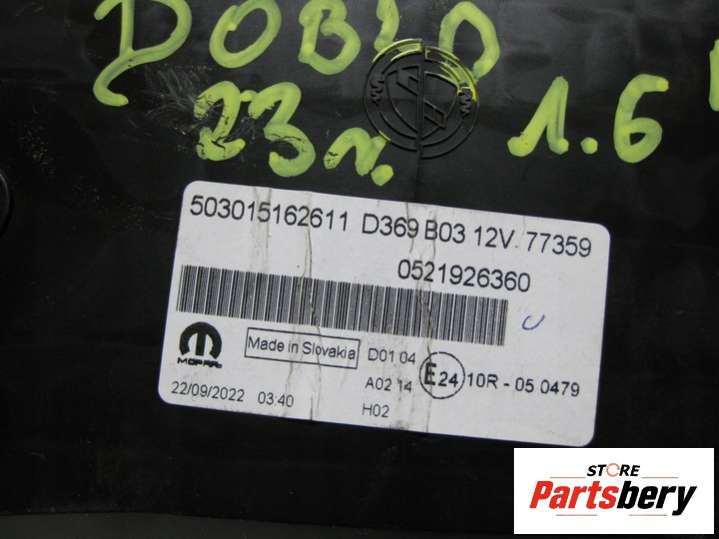 DOBLO
23r. 1.6
503015162611 D369 B03 12V 77359
0521926360
MOPAR
Made in Slovakia
D01 04
A02 14
H02
E24 10R - 05 0479
22/09/2022 03:40
STORE
Partsbery